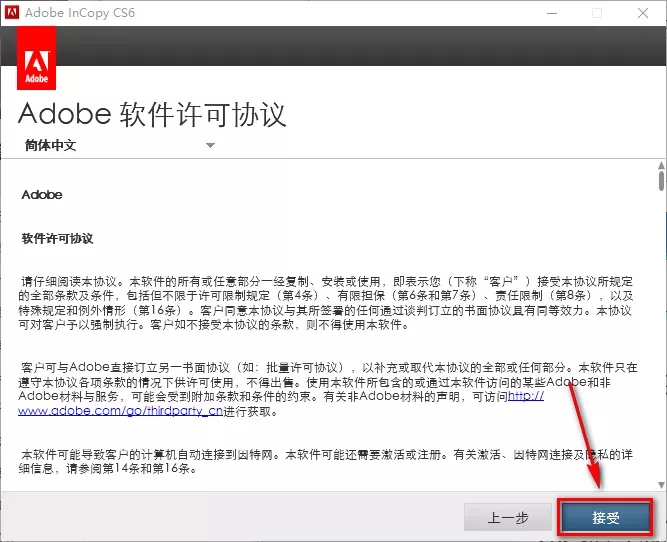 Adobe InCopy CS6
Adobe
Adobe 软件许可协议
简体中文
Adobe
软件许可协议
请仔细阅读本协议。本软件的所有或任意部分一经复制、安装或使用，即表示您（下称“客户”）接受本协议所规定
的全部条款及条件，包括但不限于许可限制规定（第4条）、有限担保（第6条和第7条）、责任限制（第8条），以及
特殊规定和例外情形（第16条）。客户同意本协议与其所签署的任何通过谈判订立的书面协议且有同等效力。本协议
可对客户予以强制执行。客户如不接受本协议的条款，则不得使用本软件。
客户可与Adobe直接订立另一书面协议（如：批量许可协议），以补充或取代本协议的全部或任何部分。本软件只在
遵守本协议各项条款的情况下供许可使用，不得出售。使用本软件所包含的或通过本软件访问的某些Adobe和非
Adobe材料与服务，可能会受到附加条款和条件的约束。有关非Adobe材料的声明，可访问http://
www.adobe.com/go/thirdparty_cn进行获取。
本软件可能导致客户的计算机自动连接到因特网。本软件可能还需要激活或注册。有关激活、因特网连接及隐私的详
细信息，请参阅第14条和第16条。
上一步
接受